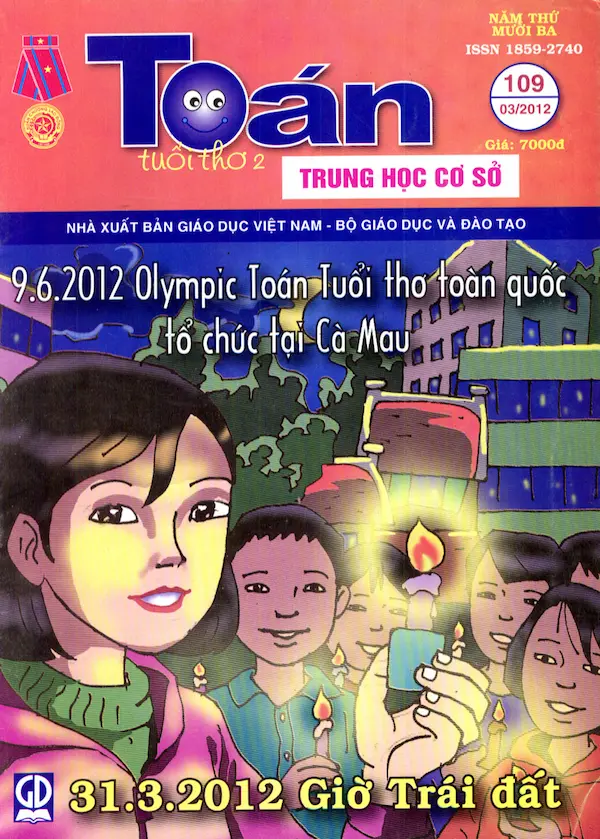 NĂM THỨ
MƯỜI BA
ISSN 1859-2740
Toán
tuổi thơ 2
109
03/2012
Giá: 7000đ
TRUNG HỌC CƠ SỞ
NHÀ XUẤT BẢN GIÁO DỤC VIỆT NAM - BỘ GIÁO DỤC VÀ ĐÀO TẠO
9.6.2012 Olympic Toán Tuổi thơ toàn quốc
tổ chức tại Cà Mau
GD
31.3.2012 Giờ Trái đất